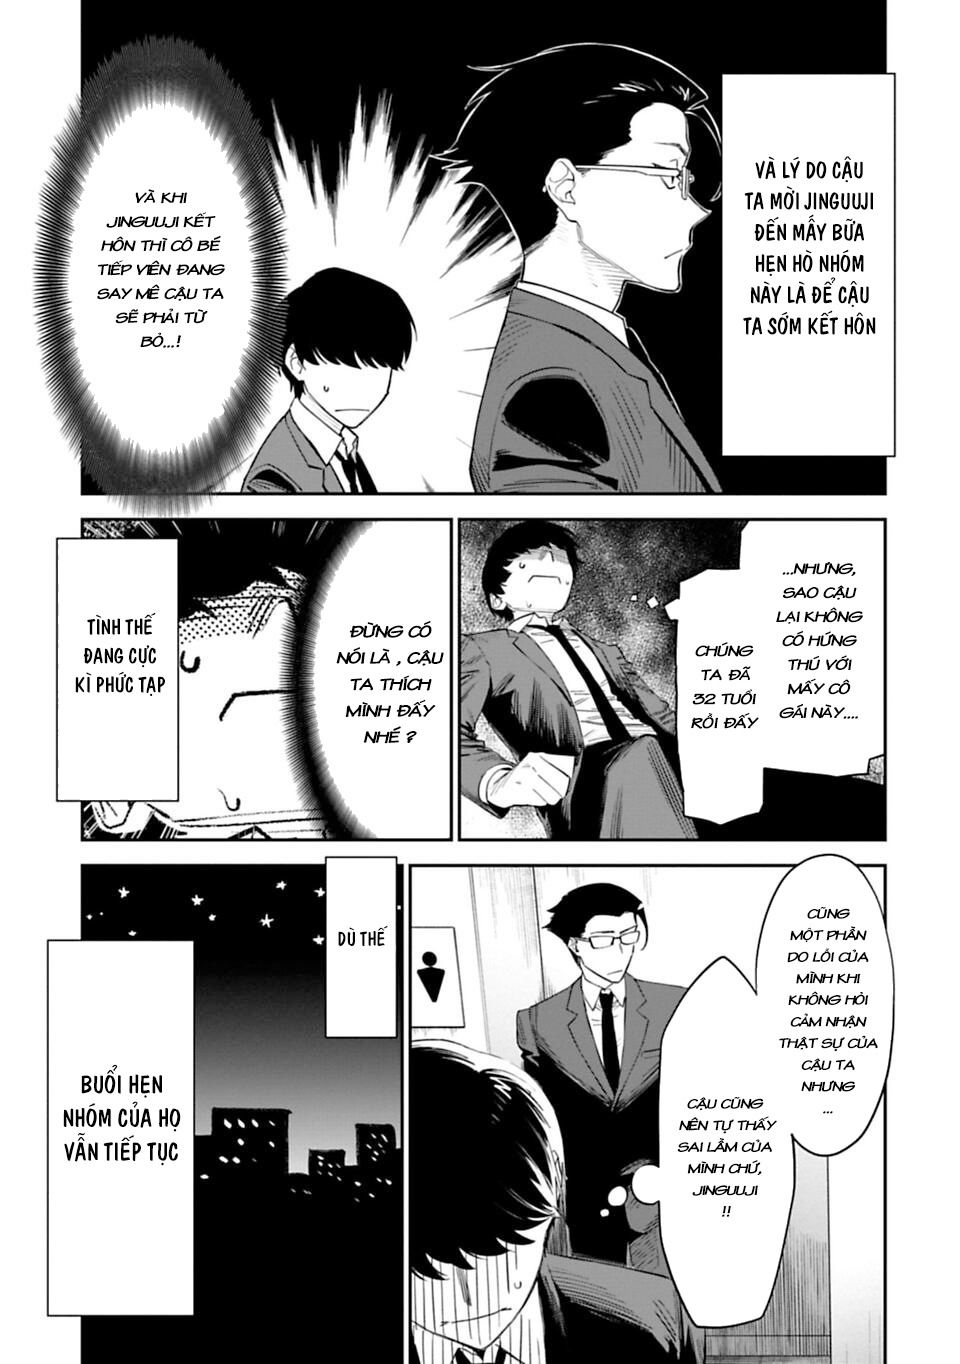 VÀ LÝ DO CẬU
TA MỜI JINGUUJI
ĐẾN MẤY BỮA
HẸN HÒ NHÓM
NÀY LÀ ĐỂ CẬU
TA SỚM KẾT HÔN
VÀ KHI
JINGUUJI KẾT
HÔN THÌ CÔ BÉ
TIẾP VIÊN ĐANG
SAY MÊ CẬU TA
SẼ PHẢI TỪ
BỎ...!
...NHƯNG,
SAO CẬU
LẠI KHÔNG
CÓ HỨNG
THÚ VỚI
MẤY CÔ
GÁI NÀY....
CHÚNG
TA ĐÃ
32 TUỔI
RỒI ĐẤY
ĐỪNG CÓ
NÓI LÀ , CẬU
TA THÍCH
MÌNH ĐẤY
NHÉ ?
TÌNH THẾ
ĐANG CỰC
KÌ PHỨC TẠP
CŨNG
MỘT PHẦN
DO LỖI CỦA
MÌNH KHI
KHÔNG HỎI
CẢM NHẬN
THẬT SỰ CỦA
CẬU TA
NHƯNG
...
CẬU CŨNG
NÊN TỰ THẤY
SAI LẦM CỦA
MÌNH CHỨ,
JINGUUJI
!!
DÙ THẾ
BUỔI HẸN
NHÓM CỦA HỌ
VẪN TIẾP TỤC